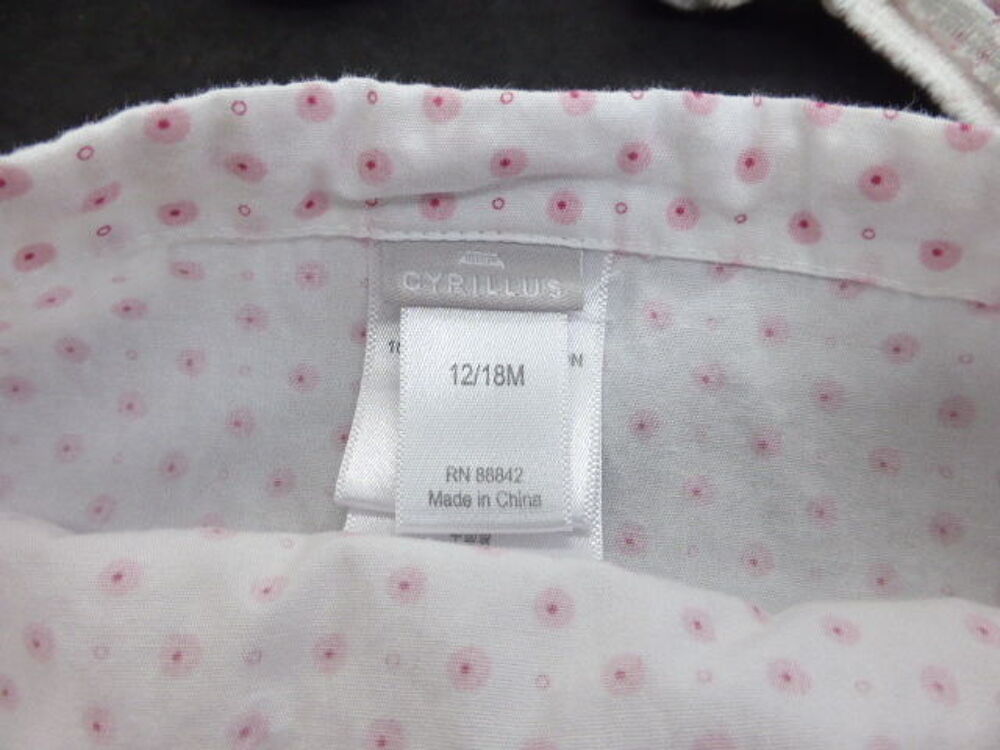 CYRILLUS
12/18M
RN 88842
Made in China